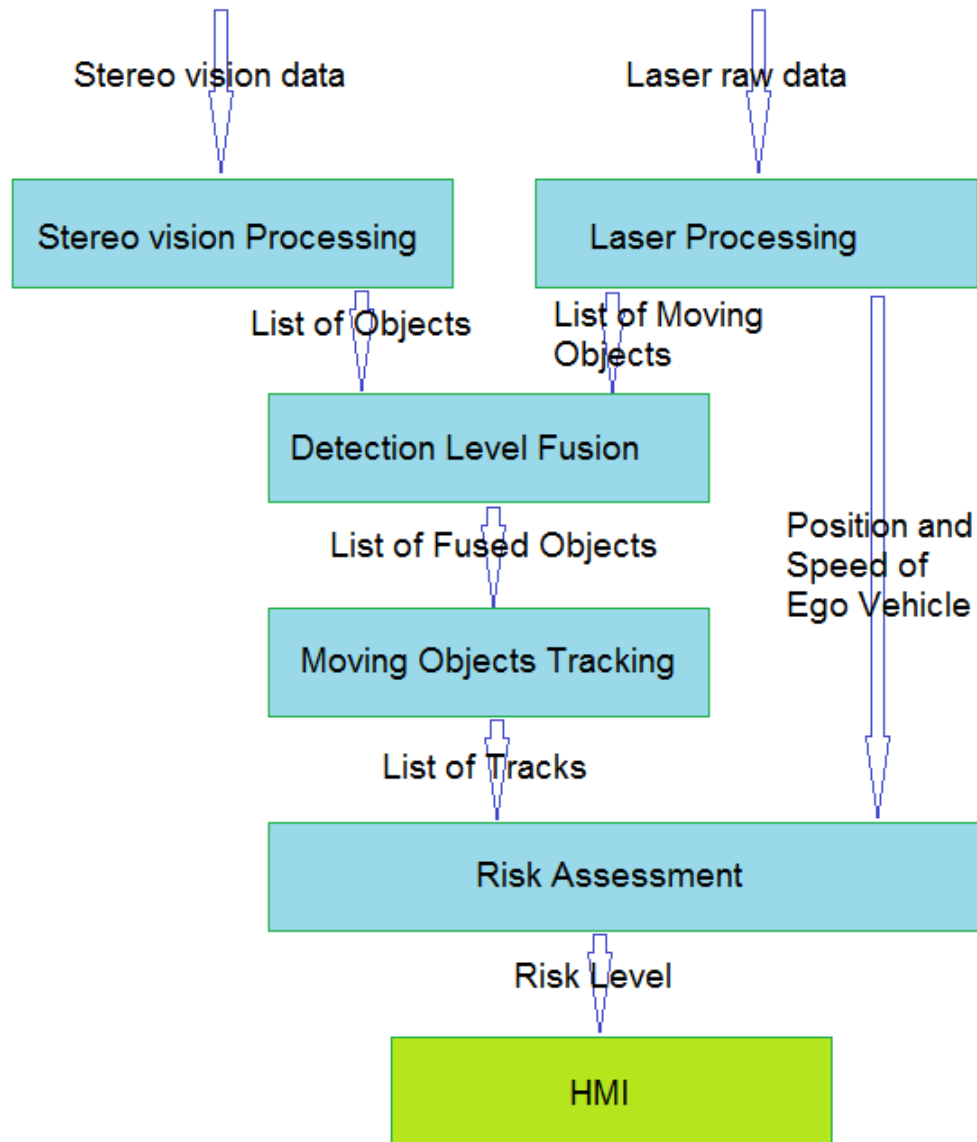 Stereo vision data
Laser raw data
Stereo vision Processing
Laser Processing
List of Objects
List of Moving
Objects
Detection Level Fusion
List of Fused Objects
Position and
Speed of
Ego Vehicle
Moving Objects Tracking
List of Tracks
Risk Assessment
Risk Level
HMI